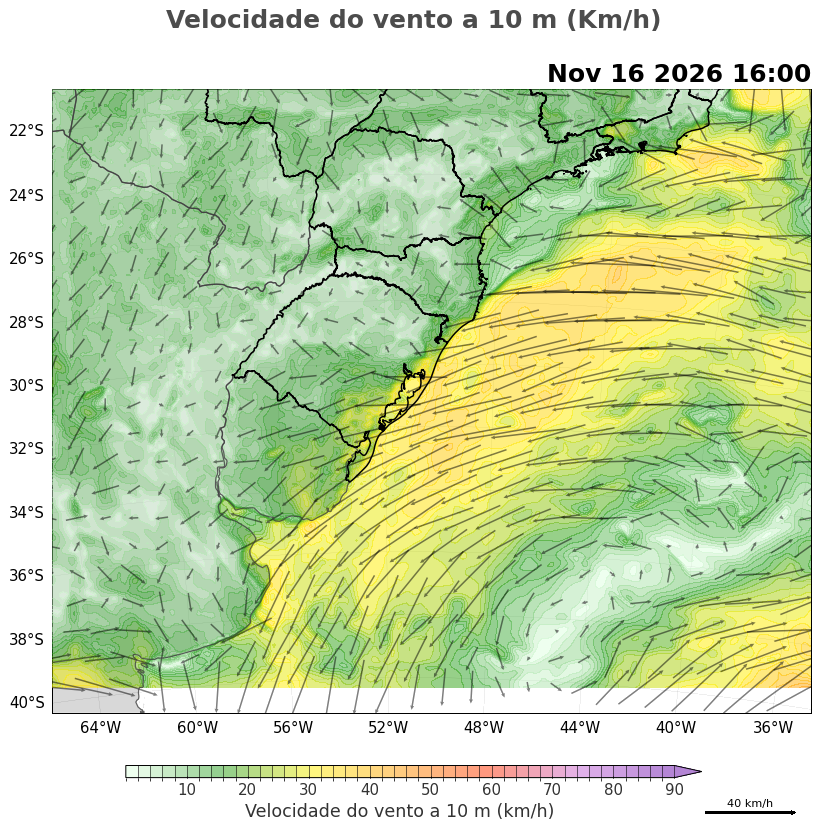 Velocidade do vento a 10 m (Km/h)
Nov 16 2026 16:00
22°S
24°S
26°S
28°S
30°S
32°S
34°S
36°S
38°S
40°S
64°W 60°W 56°W 52°W 48°W 44°W 40°W 36°W
10 20 30 40 50 60 70 80 90
Velocidade do vento a 10 m (km/h)
40 km/h